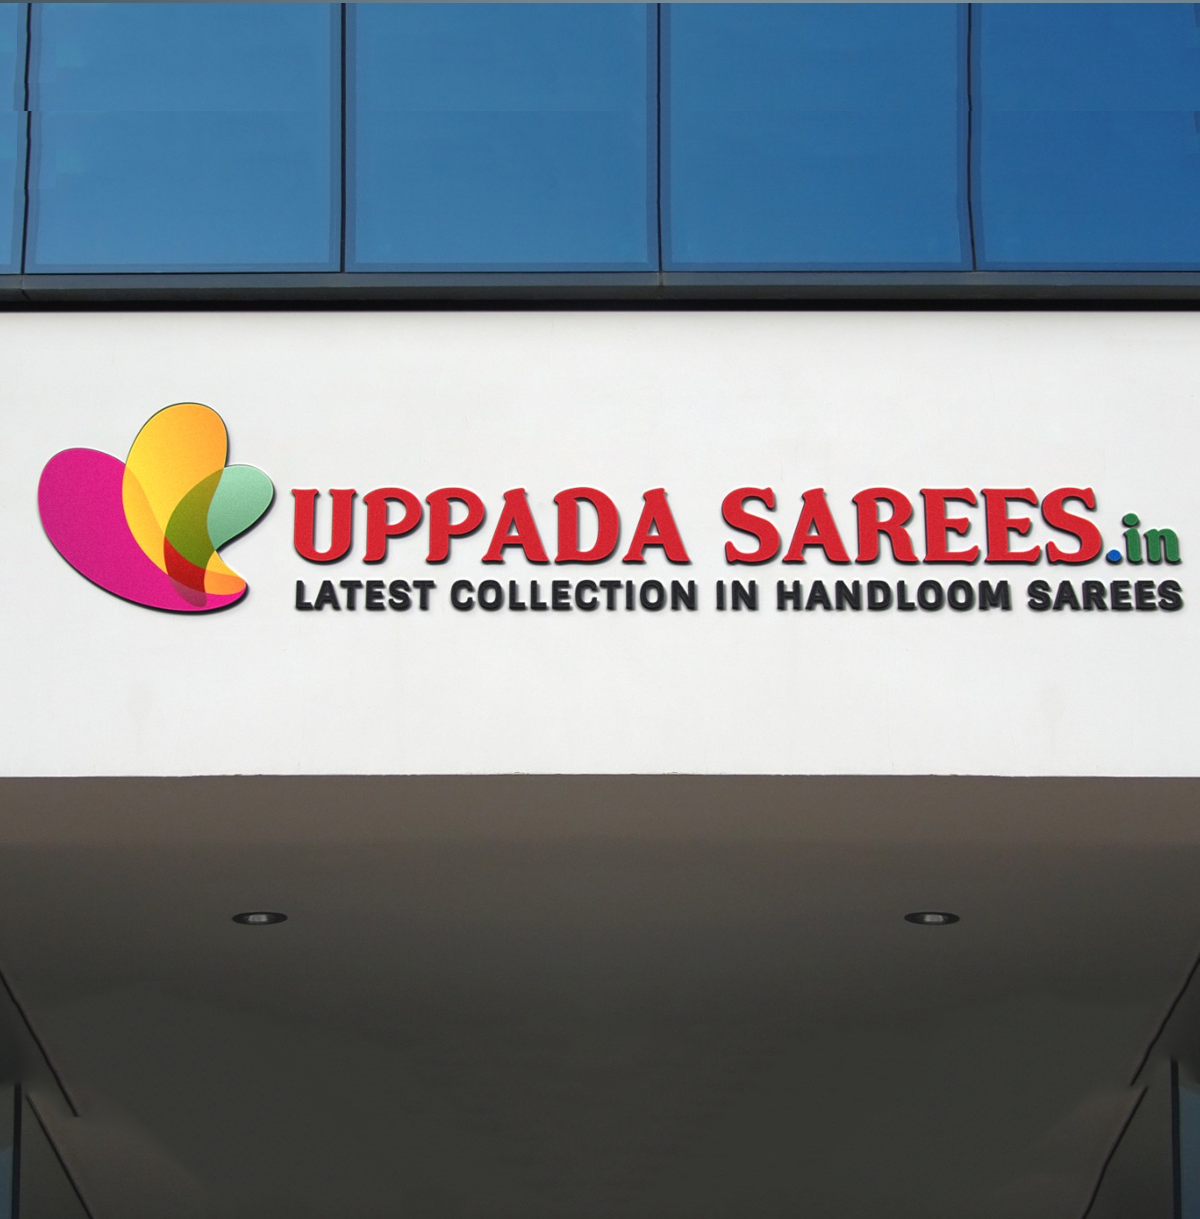 UPPADA SAREES.in
LATEST COLLECTION IN HANDLOOM SAREES